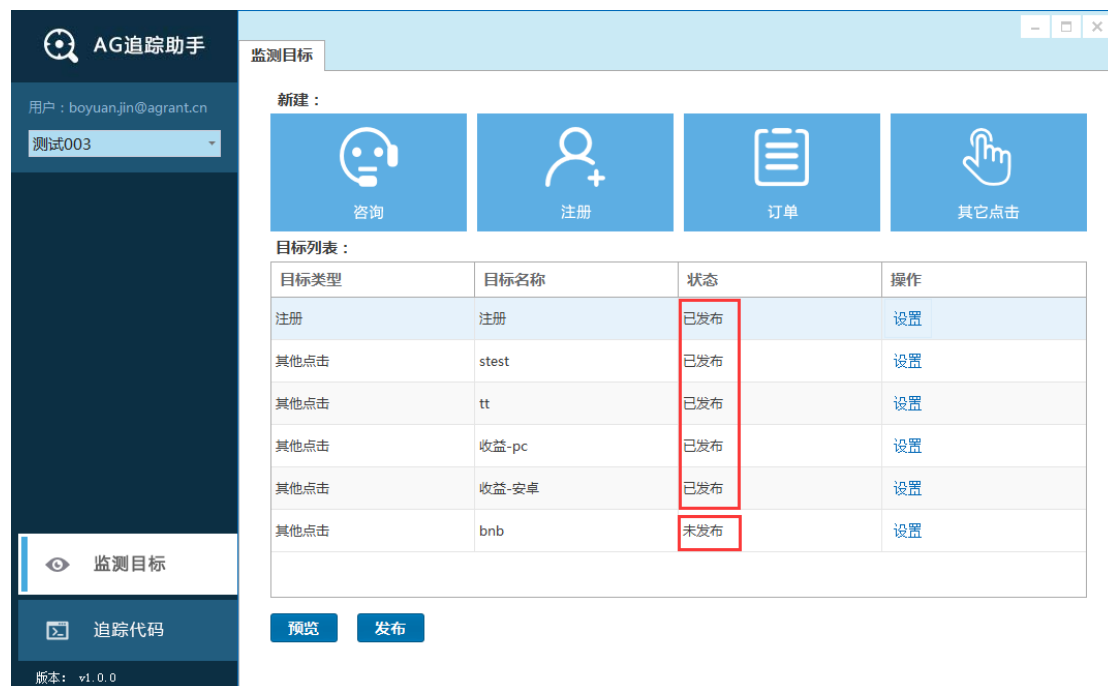 AG追踪助手
用户：boyuan.jin@agrant.cn
测试003
监测目标
追踪代码
版本： v1.0.0
监测目标
新建：
咨询 注册 订单 其它点击
目标列表：
目标类型 目标名称 状态 操作
注册 注册 已发布 设置
其他点击 stest 已发布 设置
其他点击 tt 已发布 设置
其他点击 收益-pc 已发布 设置
其他点击 收益-安卓 已发布 设置
其他点击 bnb 未发布 设置
预览 发布